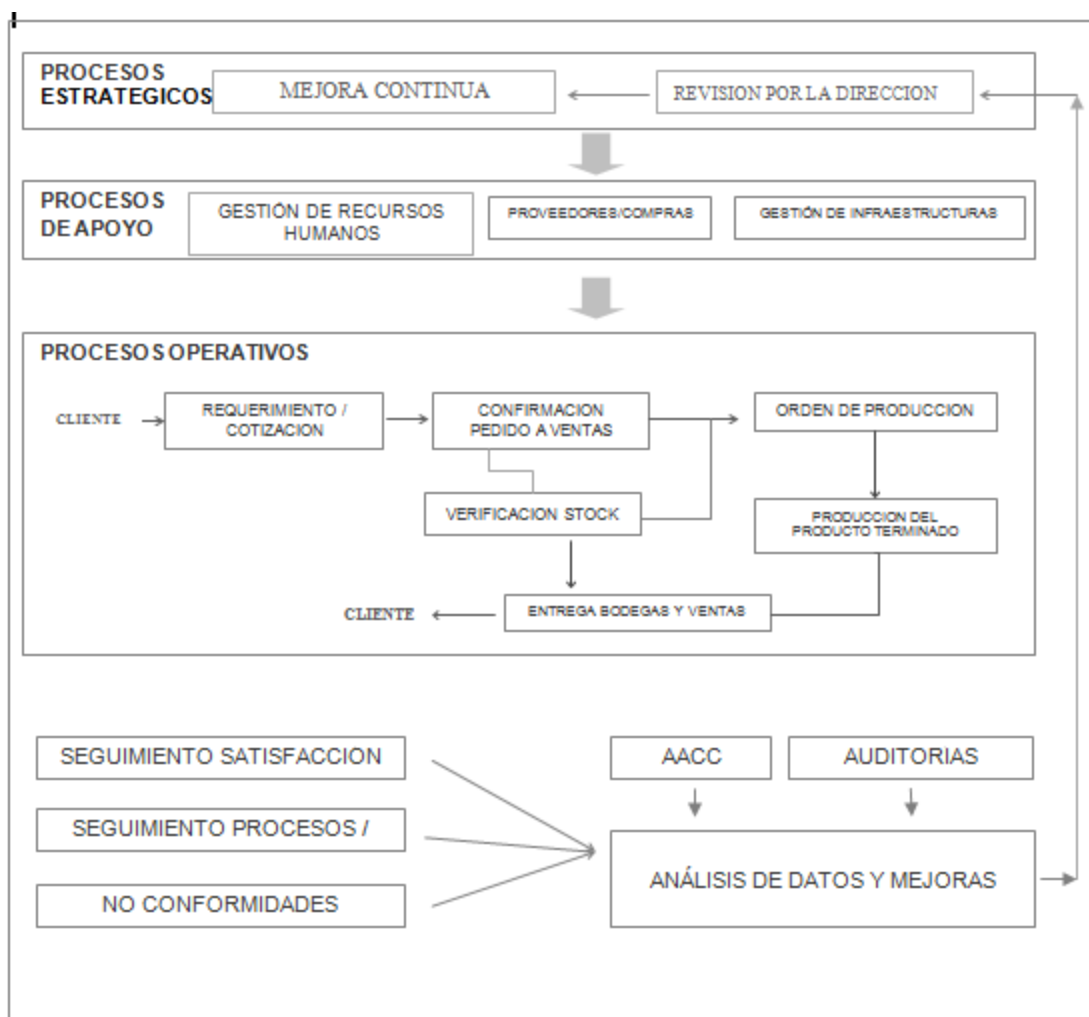 PROCESOS
ESTRATEGICOS
MEJORA CONTINUA
REVISION POR LA DIRECCION
PROCESOS
DE APOYO
GESTIÓN DE RECURSOS
HUMANOS
PROVEEDORES/COMPRAS
GESTIÓN DE INFRAESTRUCTURAS
PROCESOS OPERATIVOS
CLIENTE
REQUERIMIENTO /
COTIZACION
CONFIRMACION
PEDIDO A VENTAS
ORDEN DE PRODUCCION
VERIFICACION STOCK
PRODUCCION DEL
PRODUCTO TERMINADO
CLIENTE
ENTREGA BODEGAS Y VENTAS
SEGUIMIENTO SATISFACCION
AACC
AUDITORIAS
SEGUIMIENTO PROCESOS /
NO CONFORMIDADES
ANÁLISIS DE DATOS Y MEJORAS